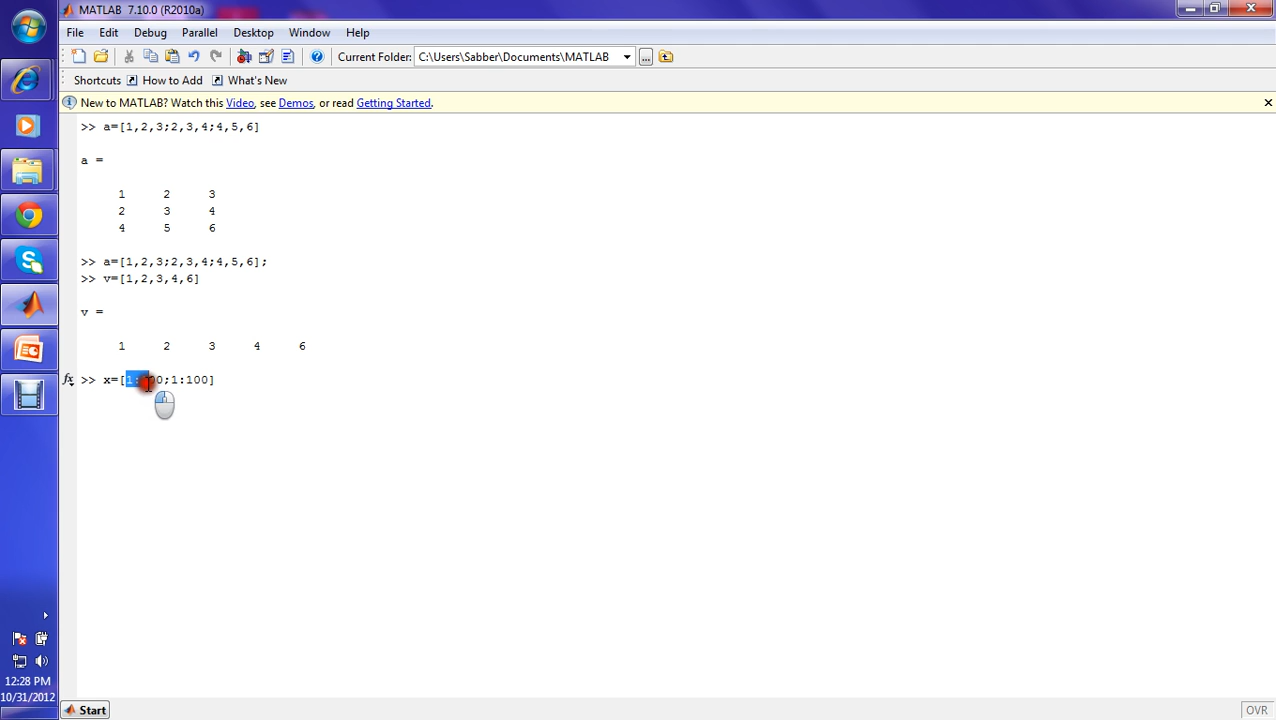 MATLAB 7.10.0 (R2010a)
File Edit Debug Parallel Desktop Window Help
Current Folder: C:\Users\Sabber\Documents\MATLAB ...
Shortcuts How to Add What's New
New to MATLAB? Watch this Video, see Demos, or read Getting Started.
>> a=[1,2,3;2,3,4;4,5,6]
a =
1 2 3
2 3 4
4 5 6
>> a=[1,2,3;2,3,4;4,5,6];
>> v=[1,2,3,4,6]
v =
1 2 3 4 6
fx >> x=[1:100;1:100]
12:28 PM
10/31/2012
Start
OVR